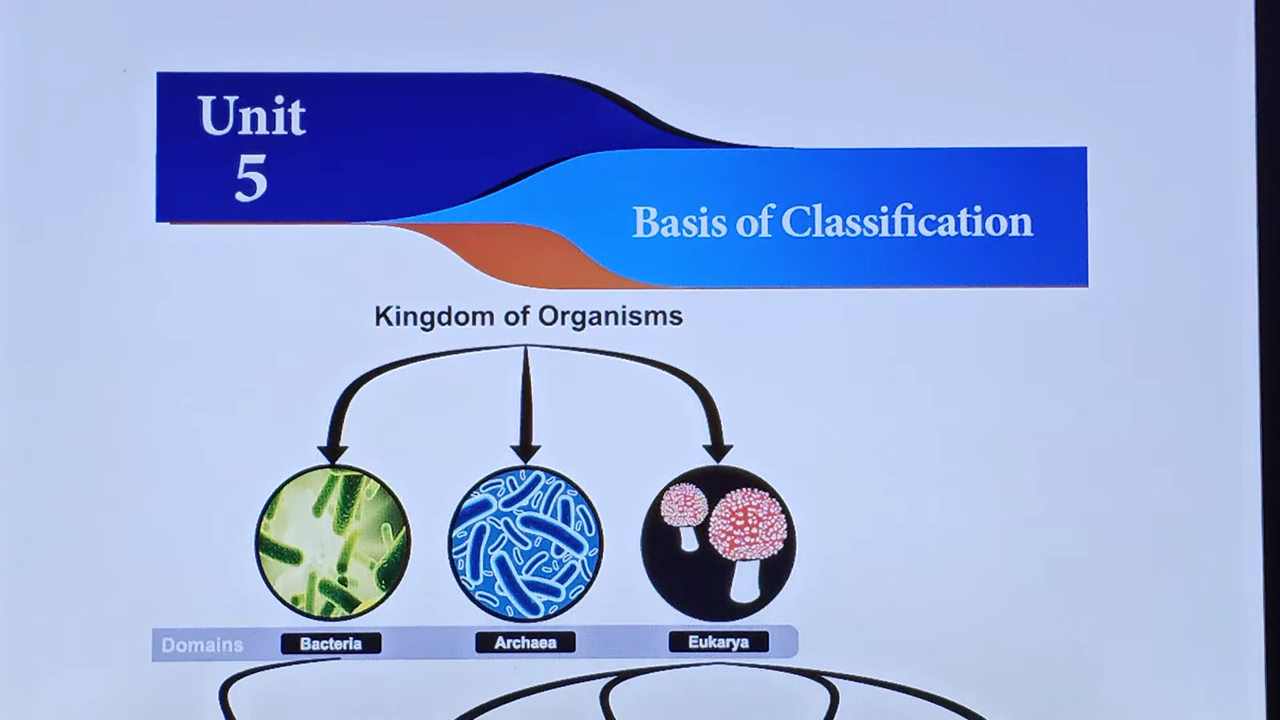 Unit
5
Basis of Classification
Kingdom of Organisms
Domains
Bacteria
Archaea
Eukarya